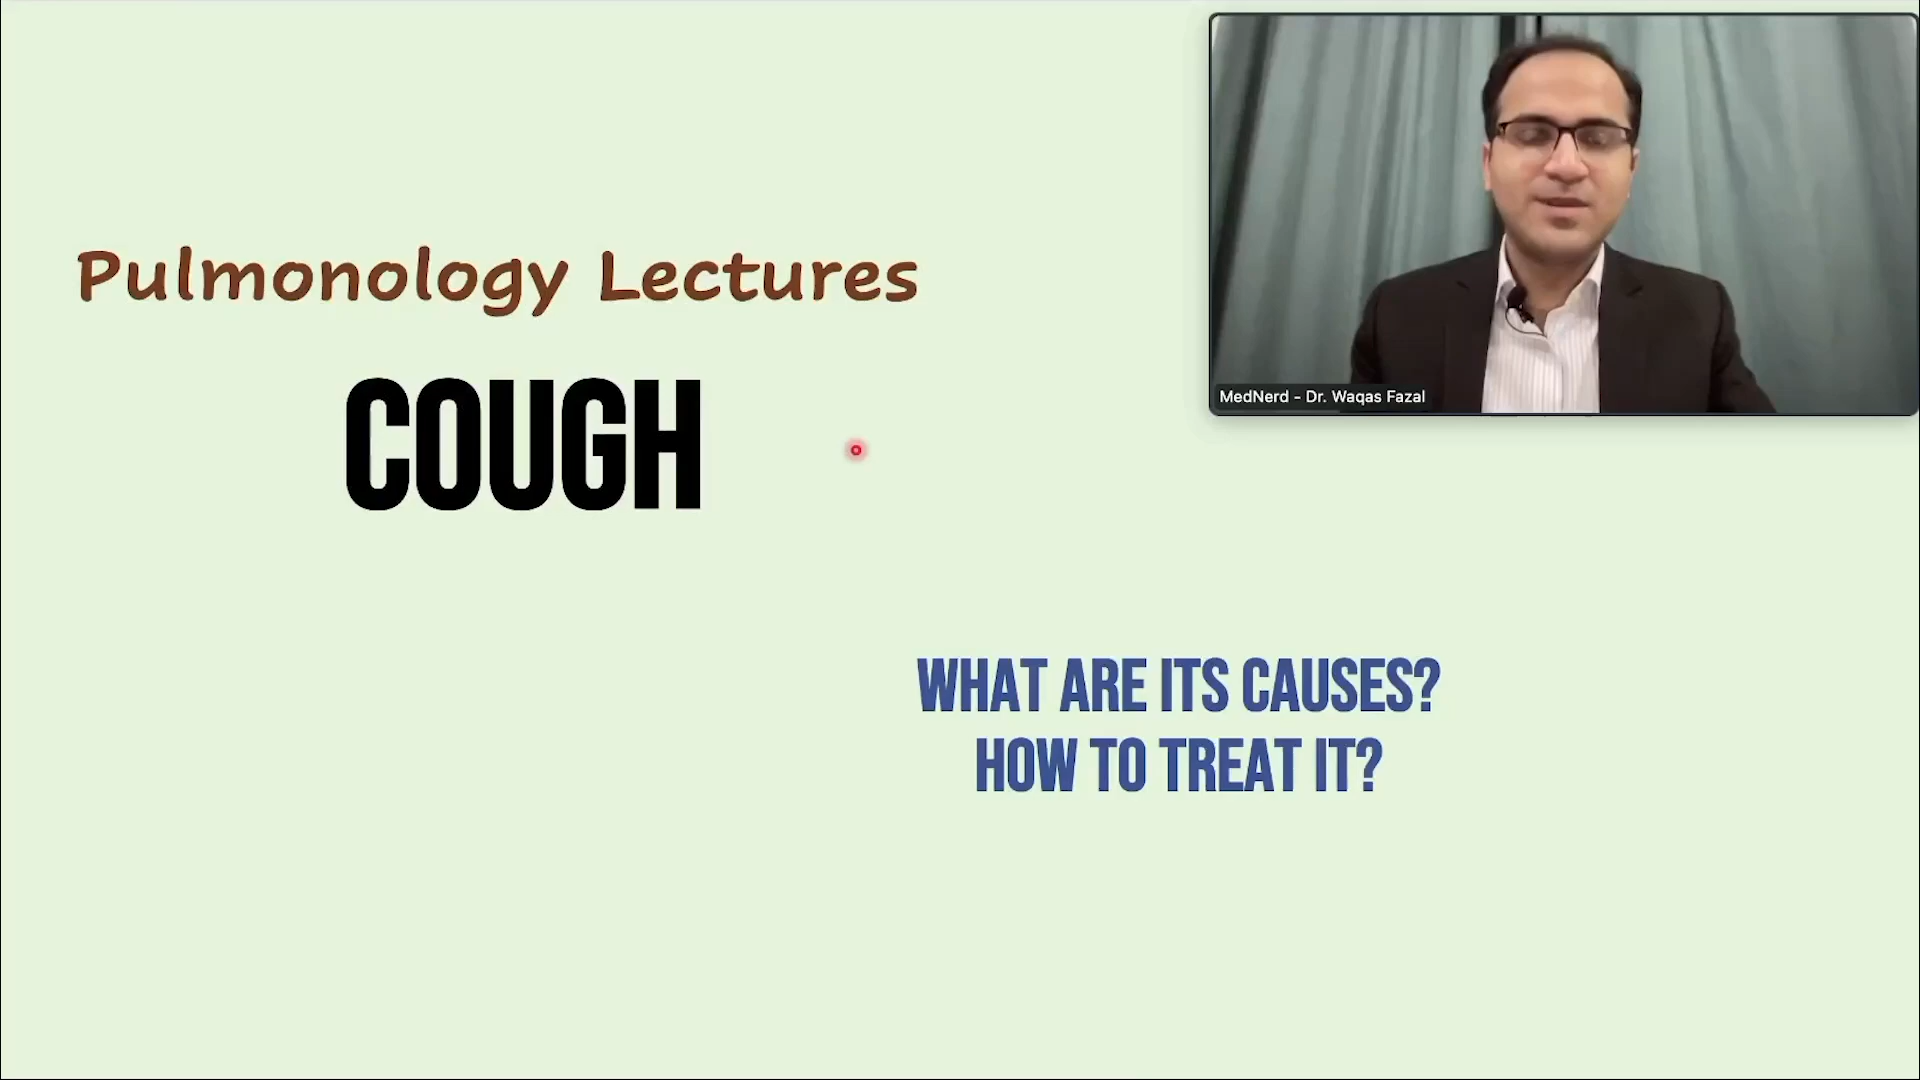 Pulmonology Lectures
COUGH
MedNerd - Dr. Waqas Fazal
WHAT ARE ITS CAUSES?
HOW TO TREAT IT?